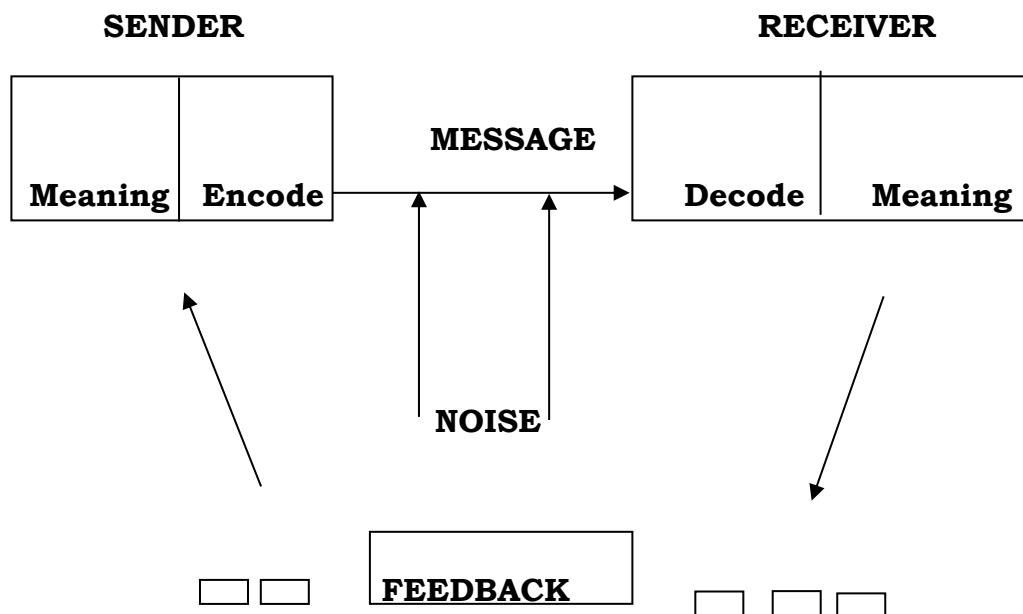 SENDER RECEIVER
MESSAGE
Meaning Encode Decode Meaning
NOISE
FEEDBACK